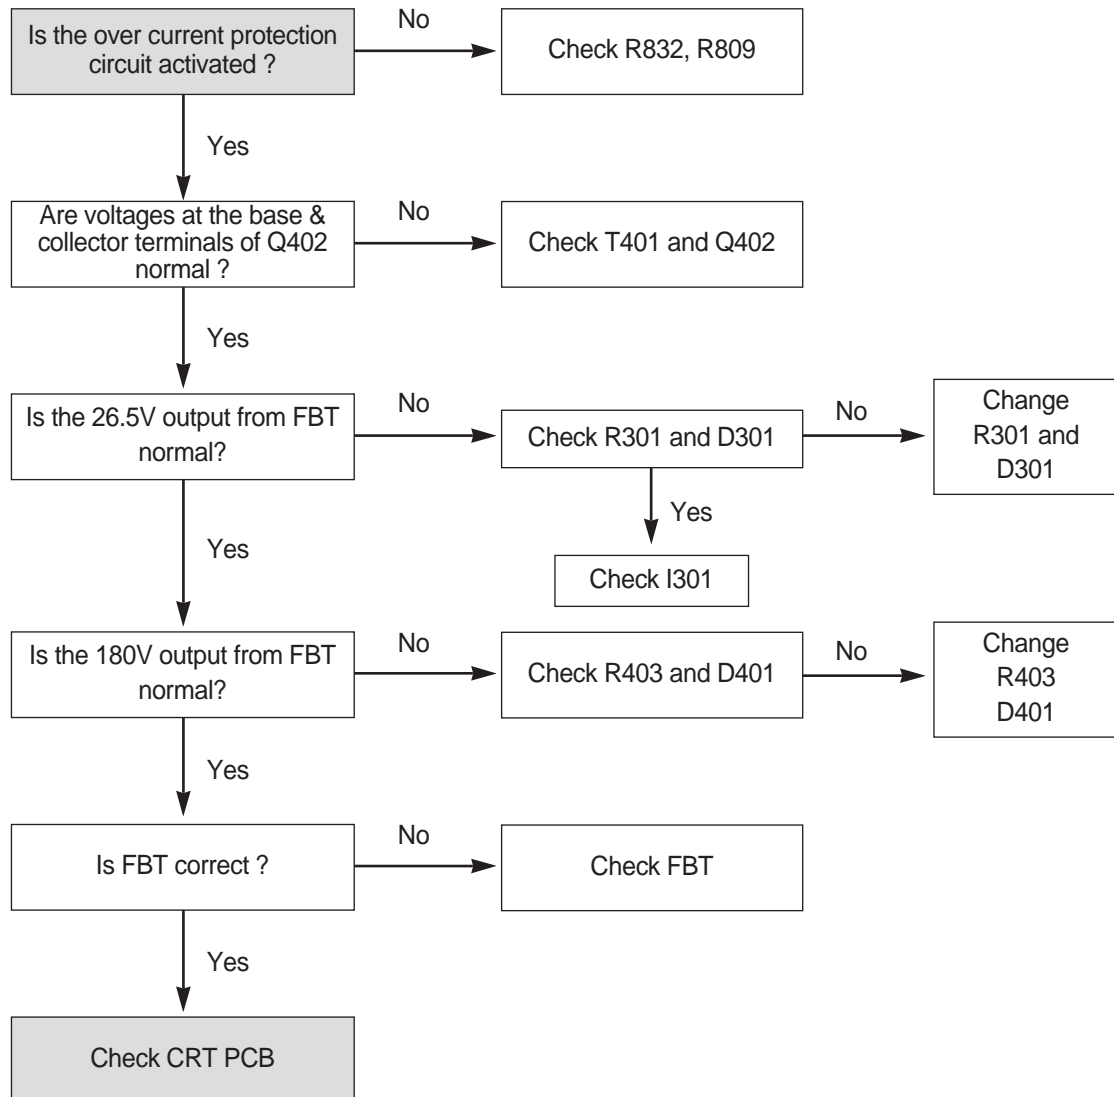 Is the over current protection
circuit activated ?
No
Check R832, R809
Yes
Are voltages at the base &
collector terminals of Q402
normal ?
No
Check T401 and Q402
Yes
Is the 26.5V output from FBT
normal?
No
Check R301 and D301
No
Change
R301 and
D301
Yes
Check I301
Yes
Is the 180V output from FBT
normal?
No
Check R403 and D401
No
Change
R403
D401
Yes
Is FBT correct ?
No
Check FBT
Yes
Check CRT PCB